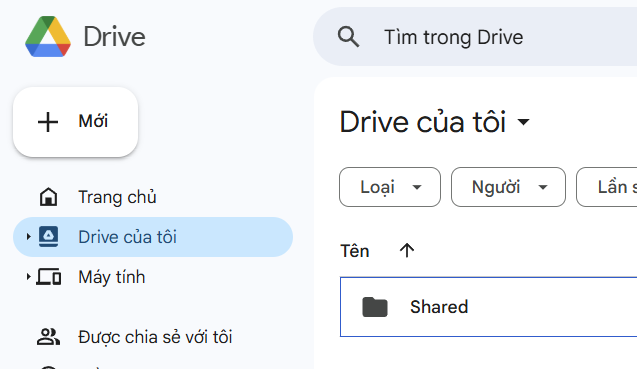 Drive
Tìm trong Drive
Mới
Drive của tôi
Trang chủ
Loại
Người
Lần s
Drive của tôi
Tên
Máy tính
Shared
Được chia sẻ với tôi